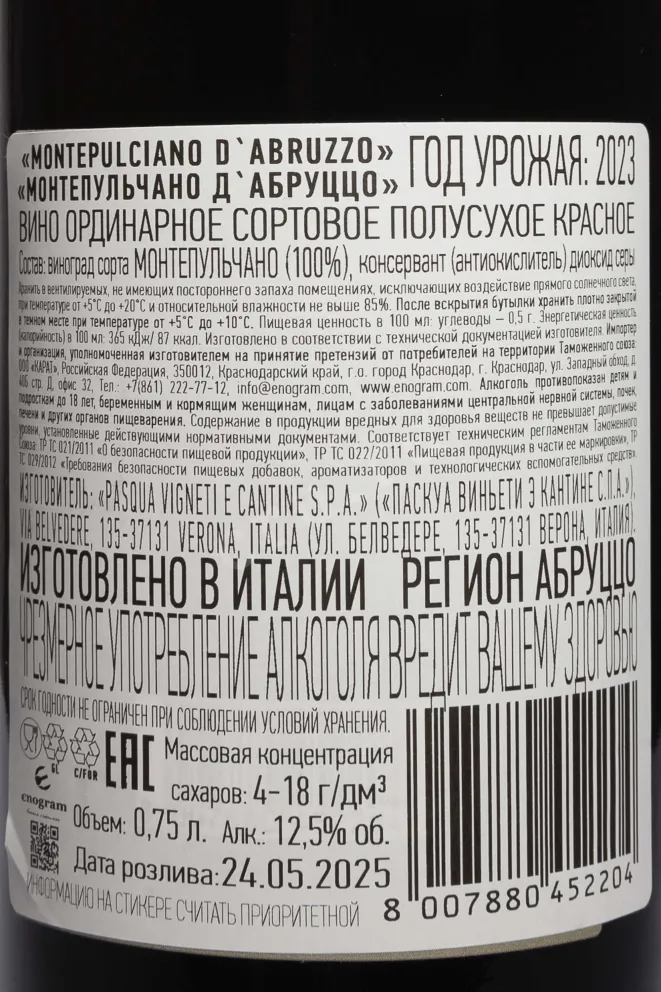 «MONTEPULCIANO D`ABRUZZO»
«МОНТЕПУЛЬЧАНО Д`АБРУЦЦО»
ГОД УРОЖАЯ: 2023
ВИНО ОРДИНАРНОЕ СОРТОВОЕ ПОЛУСУХОЕ КРАСНОЕ
Состав: виноград сорта МОНТЕПУЛЬЧАНО (100%), консервант (антиокислитель) диоксид серы
Хранить в вентилируемых, не имеющих постороннего запаха помещениях, исключающих воздействие прямого солнечного света,
при температуре от +5°С до +20°С и относительной влажности не выше 85%. После вскрытия бутылки хранить плотно закрытой
в темном месте при температуре от +5°С до +10°С. Пищевая ценность в 100 мл: углеводы – 0,5 г. Энергетическая ценность
(калорийность) в 100 мл: 365 кДж/ 87 ккал. Изготовлено в соответствии с технической документацией изготовителя. Импортер
и организация, уполномоченная изготовителем на принятие претензий от потребителей на территории Таможенного союза:
ООО «КАРАТ», Российская Федерация, 350012, Краснодарский край, г.о. город Краснодар, г. Краснодар, ул. Западный обход, д.
40Б стр. Д, офис 32, Тел.: +7(861) 222-77-12, info@enogram.com, www.enogram.com. Алкоголь противопоказан детям и
подросткам до 18 лет, беременным и кормящим женщинам, лицам с заболеваниями центральной нервной системы, почек,
печени и других органов пищеварения. Содержание в продукции вредных для здоровья веществ не превышает допустимые
уровни, установленные действующими нормативными документами. Соответствует техническим регламентам Таможенного
Союза: ТР ТС 021/2011 «О безопасности пищевой продукции», ТР ТС 022/2011 «Пищевая продукция в части ее маркировки», ТР
ТС 029/2012 «Требования безопасности пищевых добавок, ароматизаторов и технологических вспомогательных средств».
ИЗГОТОВИТЕЛЬ: «PASQUA VIGNETI E CANTINE S.P.A.» («ПАСКУА ВИНЬЕТИ Э КАНТИНЕ С.П.А.»),
VIA BELVEDERE, 135-37131 VERONA, ITALIA (УЛ. БЕЛВЕДЕРЕ, 135-37131 ВЕРОНА, ИТАЛИЯ).
ИЗГОТОВЛЕНО В ИТАЛИИ РЕГИОН АБРУЦЦО
ЧРЕЗМЕРНОЕ УПОТРЕБЛЕНИЕ АЛКОГОЛЯ ВРЕДИТ ВАШЕМУ ЗДОРОВЬЮ
СРОК ГОДНОСТИ НЕ ОГРАНИЧЕН ПРИ СОБЛЮДЕНИИ УСЛОВИЙ ХРАНЕНИЯ.
GL C/FOR EAC
Массовая концентрация
сахаров: 4–18 г/дм³
enogram
Объем: 0,75 л. Алк.: 12,5% об.
Дата розлива: 24.05.2025
ИНФОРМАЦИЮ НА СТИКЕРЕ СЧИТАТЬ ПРИОРИТЕТНОЙ
8 007880 452204